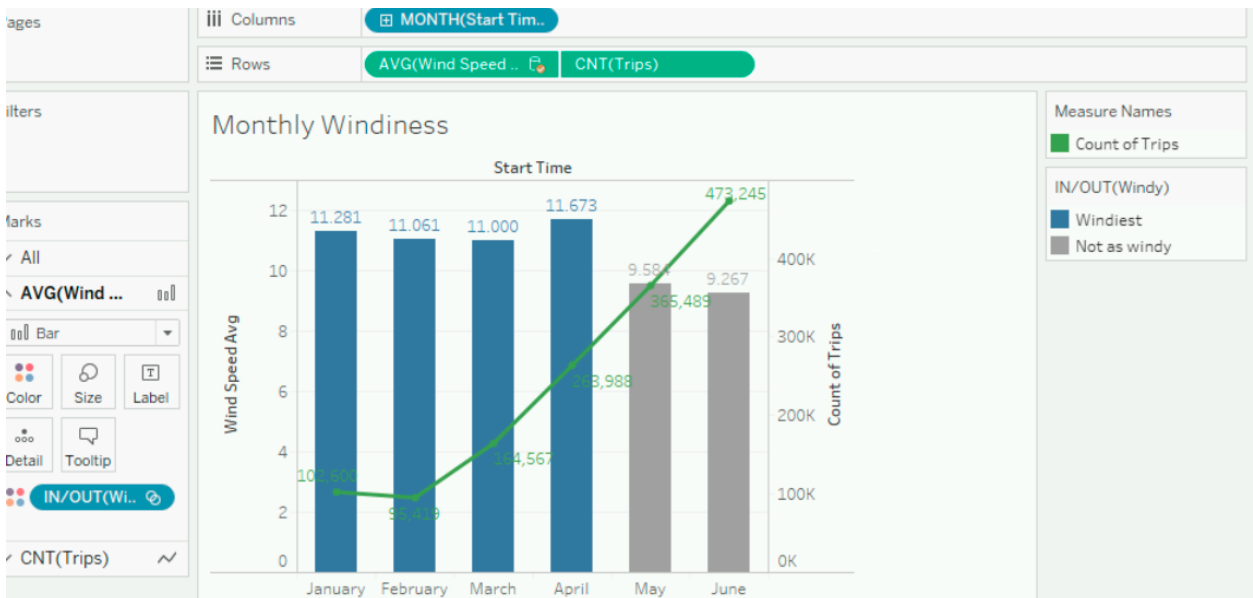 ages
iii Columns
MONTH(Start Tim..
Rows
AVG(Wind Speed ..
CNT(Trips)
ilters
Monthly Windiness
Measure Names
Count of Trips
IN/OUT(Windy)
Windiest
Not as windy
Marks
All
AVG(Wind ...
Bar
Color
Size
Label
Detail
Tooltip
IN/OUT(Wi..
CNT(Trips)
Start Time
Wind Speed Avg
12
10
8
6
4
2
0
11.281
11.061
11.000
11.673
9.584
9.267
102,600
95,419
164,567
263,988
365,489
473,245
400K
300K
200K
100K
0K
Count of Trips
January
February
March
April
May
June